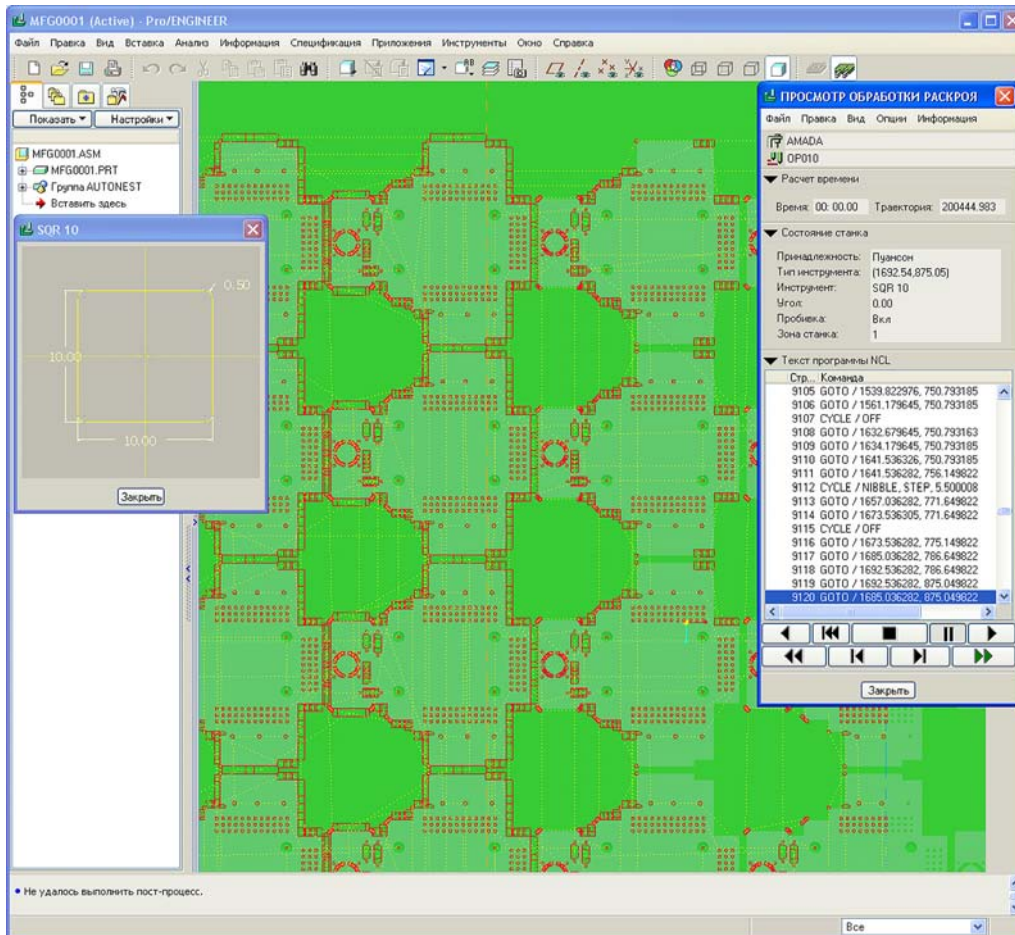 MFG0001 (Active) - Pro/ENGINEER
Файл Правка Вид Вставка Анализ Информация Спецификация Приложения Инструменты Окно Справка
Показать Настройки
MFG0001.ASM
MFG0001.PRT
Группа AUTONEST
Вставить здесь
SQR 10
0.50
10.00
10.00
Закрыть
ПРОСМОТР ОБРАБОТКИ РАСКРОЯ
Файл Правка Вид Опции Информация
AMADA
OP010
Расчет времени
Время: 00: 00.00 Траектория: 200444.983
Состояние станка
Принадлежность: Пуансон
Тип инструмента: (1692.54,875.05)
Инструмент: SQR 10
Угол: 0.00
Пробивка: Вкл
Зона станка: 1
Текст программы NCL
Стр... Команда
9105 GOTO / 1539.822976, 750.793185
9106 GOTO / 1561.179645, 750.793185
9107 CYCLE / OFF
9108 GOTO / 1632.679645, 750.793163
9109 GOTO / 1634.179645, 750.793185
9110 GOTO / 1641.536326, 750.793185
9111 GOTO / 1641.536282, 756.149822
9112 CYCLE / NIBBLE, STEP, 5.500008
9113 GOTO / 1657.036282, 771.649822
9114 GOTO / 1673.536305, 771.649822
9115 CYCLE / OFF
9116 GOTO / 1673.536282, 775.149822
9117 GOTO / 1685.036282, 786.649822
9118 GOTO / 1692.536282, 786.649822
9119 GOTO / 1692.536282, 875.049822
9120 GOTO / 1685.036282, 875.049822
Закрыть
Не удалось выполнить пост-процесс.
Все